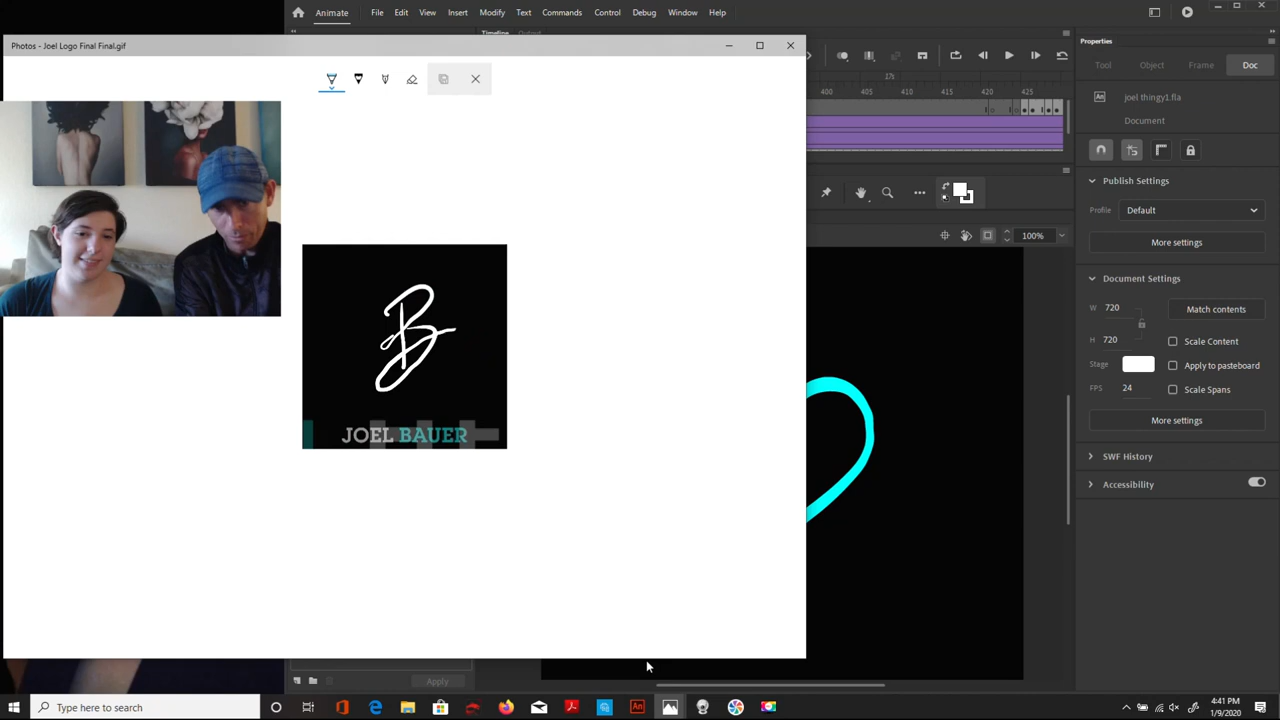 Animate File Edit View Insert Modify Text Commands Control Debug Window Help
Timeline Output
Photos - Joel Logo Final Final.gif
Properties
Tool Object Frame Doc
400 405 410 415 420 425
joel thingy1.fla
Document
Publish Settings
Profile Default
100%
More settings
Document Settings
W 720 Match contents
H 720 Scale Content
Stage Apply to pasteboard
FPS 24 Scale Spans
More settings
B
JOEL BAUER
SWF History
Accessibility
Apply
Type here to search
4:41 PM
1/9/2020